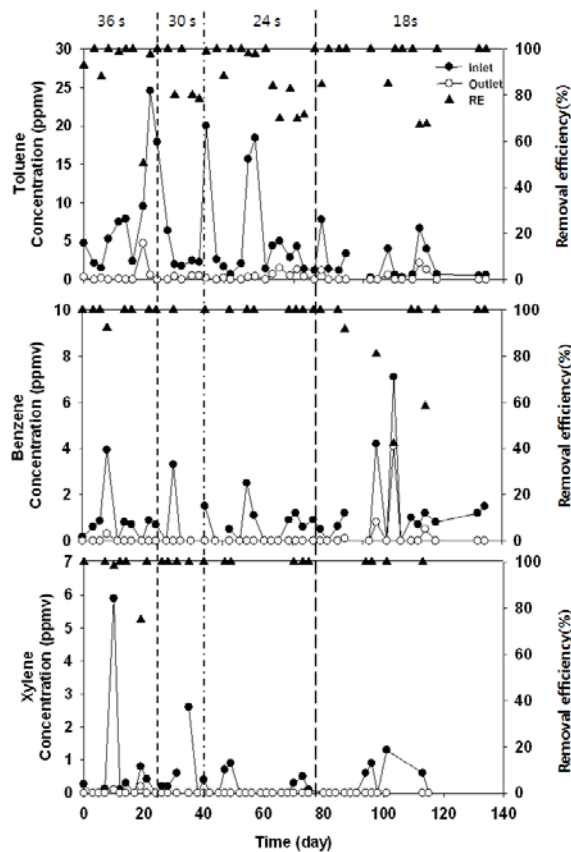 36 s 30 s 24 s 18s
30 25 20 15 10 5 0
Toluene
Concentration (ppmv)
100 80 60 40 20 0
Removal efficiency(%)
Inlet
Outlet
RE
10 8 6 4 2 0
Benzene
Concentration (ppmv)
100 80 60 40 20 0
Removal efficiency(%)
7 6 5 4 3 2 1 0
Xylene
Concentration (ppmv)
100 80 60 40 20 0
Removal efficiency(%)
0 20 40 60 80 100 120 140
Time (day)